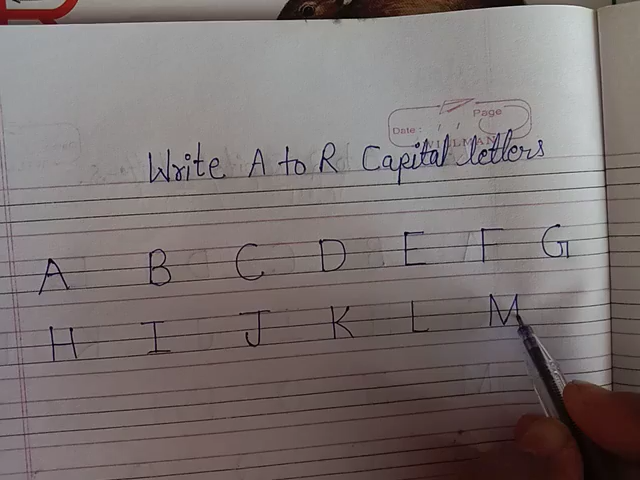 Page
Date :
Write A to R Capital letters
A B C D E F G
H I J K L M